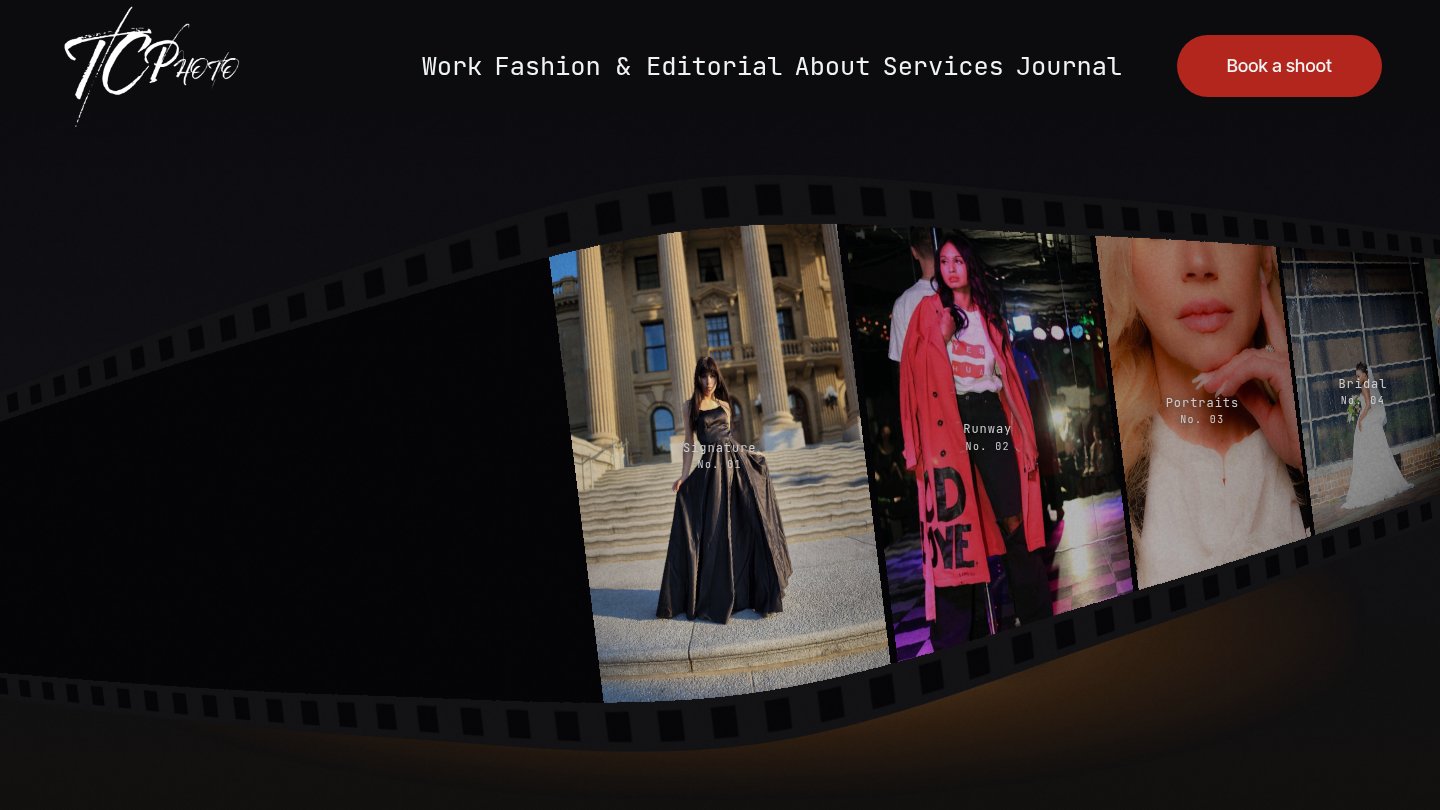 TCPHOTO
Work Fashion & Editorial About Services Journal
Book a shoot
Signature
No. 01
Runway
No. 02
Portraits
No. 03
Bridal
No. 04